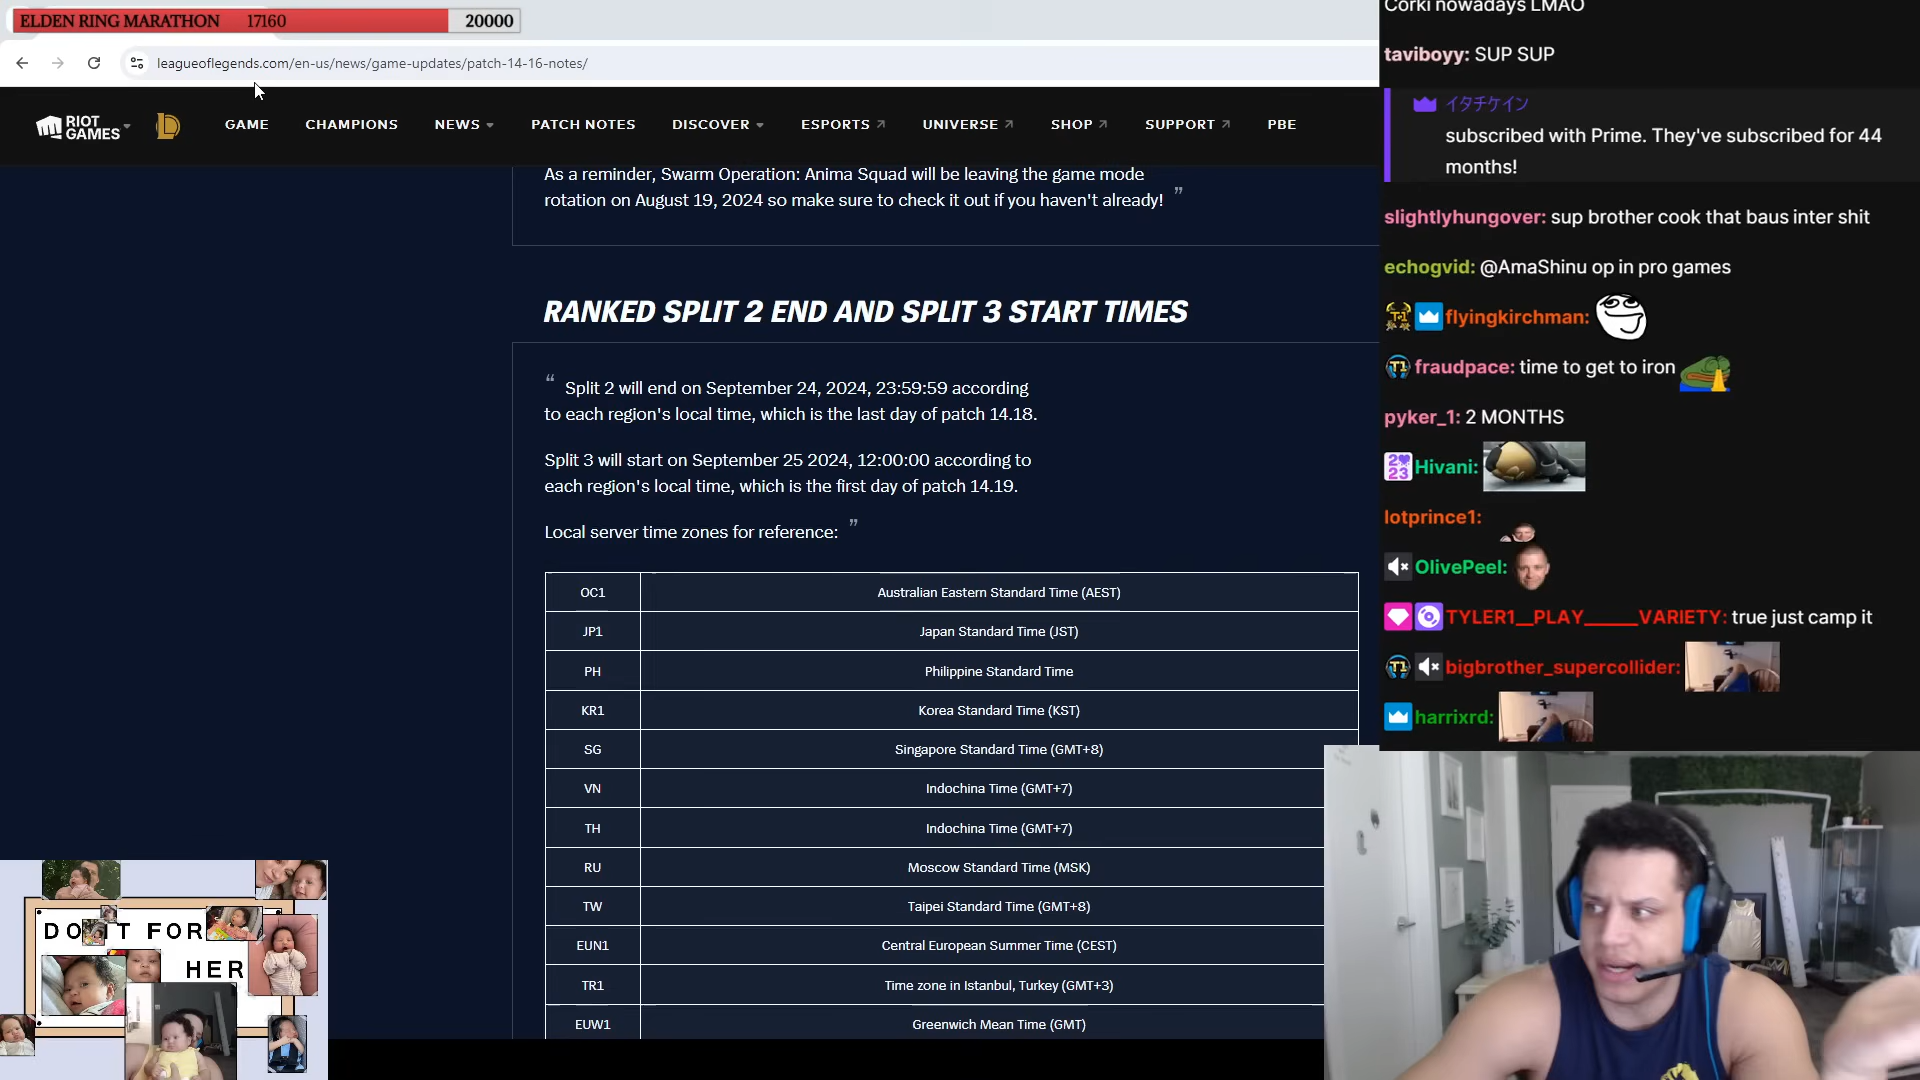 ELDEN RING MARATHON 17160 20000
leagueoflegends.com/en-us/news/game-updates/patch-14-16-notes/
RIOT GAMES
GAME CHAMPIONS NEWS PATCH NOTES DISCOVER ESPORTS UNIVERSE SHOP SUPPORT PBE
As a reminder, Swarm Operation: Anima Squad will be leaving the game mode
rotation on August 19, 2024 so make sure to check it out if you haven't already! ”
RANKED SPLIT 2 END AND SPLIT 3 START TIMES
“ Split 2 will end on September 24, 2024, 23:59:59 according
to each region's local time, which is the last day of patch 14.18.
Split 3 will start on September 25 2024, 12:00:00 according to
each region's local time, which is the first day of patch 14.19.
Local server time zones for reference: ”
OC1 Australian Eastern Standard Time (AEST)
JP1 Japan Standard Time (JST)
PH Philippine Standard Time
KR1 Korea Standard Time (KST)
SG Singapore Standard Time (GMT+8)
VN Indochina Time (GMT+7)
TH Indochina Time (GMT+7)
RU Moscow Standard Time (MSK)
TW Taipei Standard Time (GMT+8)
EUN1 Central European Summer Time (CEST)
TR1 Time zone in Istanbul, Turkey (GMT+3)
EUW1 Greenwich Mean Time (GMT)
Corki nowadays LMAO
taviboyy: SUP SUP
イタチケイン
subscribed with Prime. They've subscribed for 44
months!
slightlyhungover: sup brother cook that baus inter shit
echogvid: @AmaShinu op in pro games
flyingkirchman:
T1 fraudpace: time to get to iron
pyker_1: 2 MONTHS
Hivani:
lotprince1:
OlivePeel:
TYLER1__PLAY_____VARIETY: true just camp it
T1 bigbrother_supercollider:
harrixrd:
DO T FOR
HER